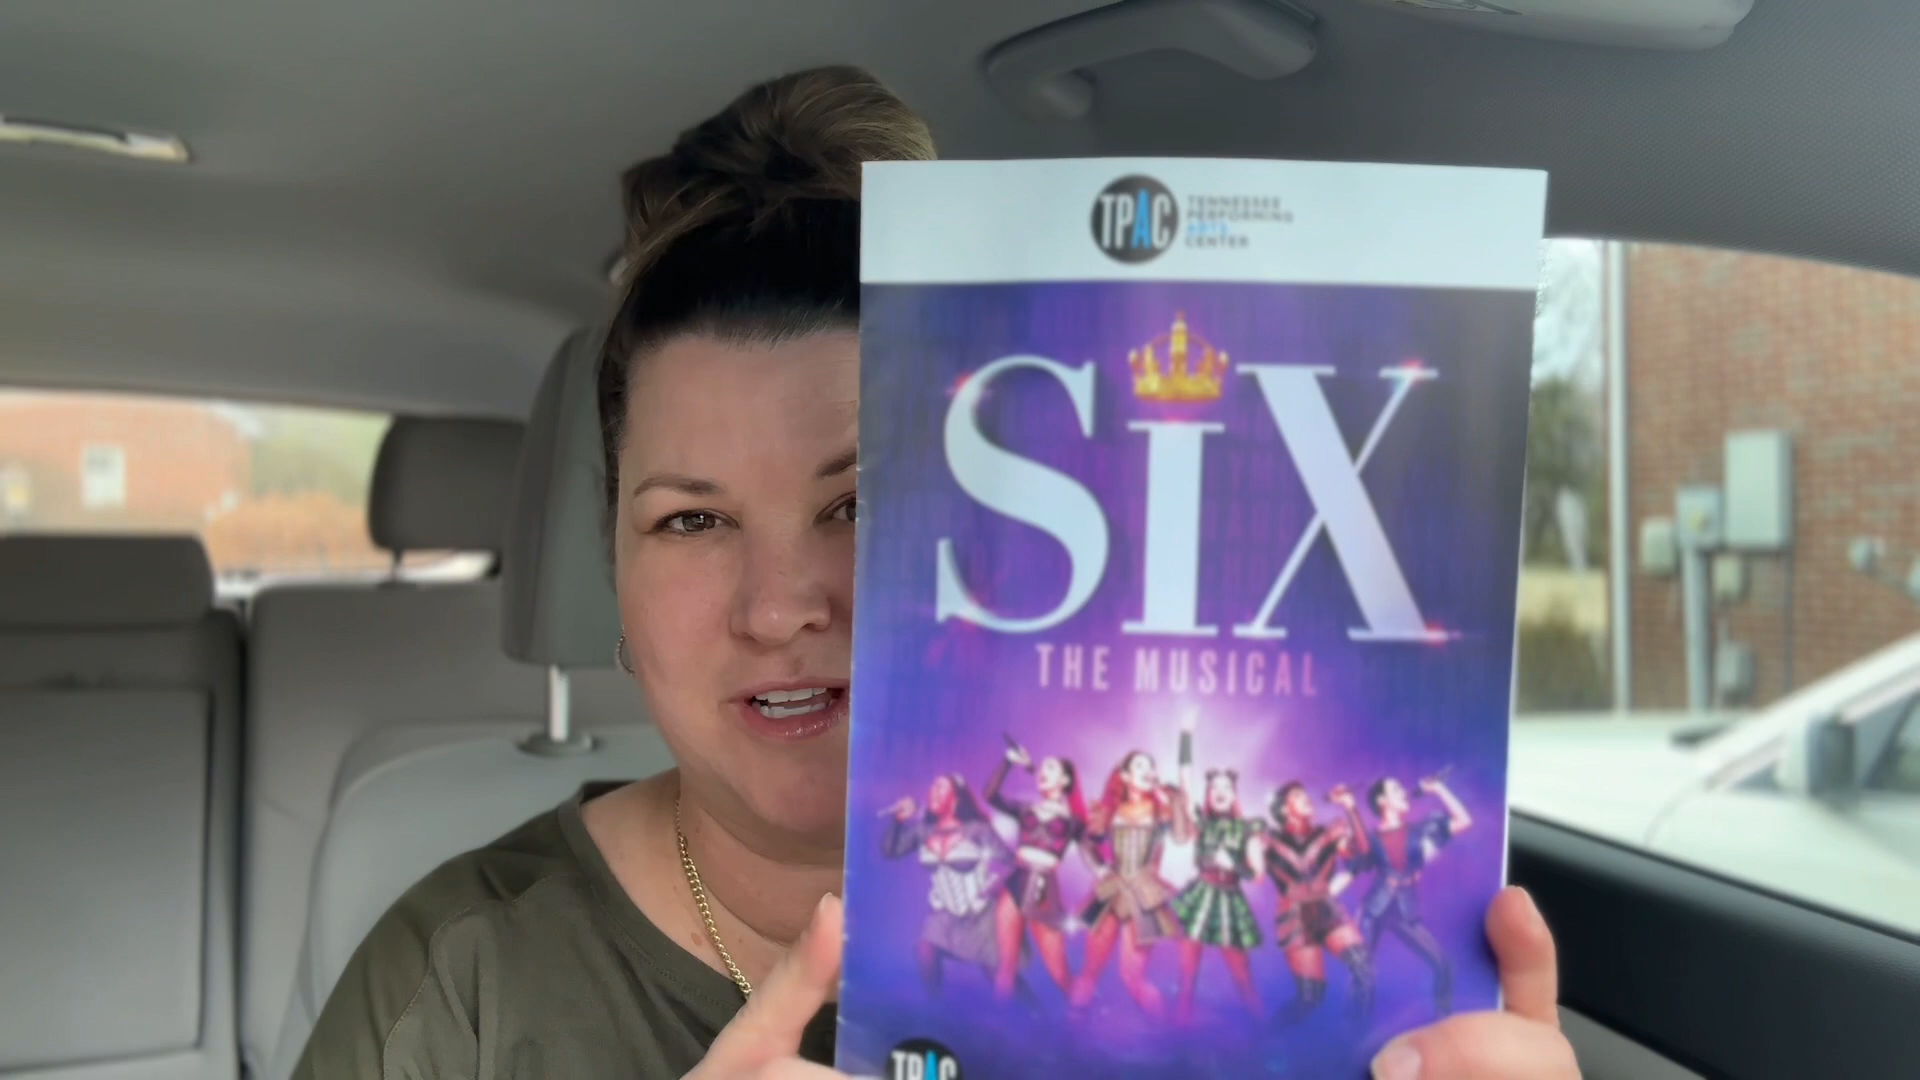 TPAC
TENNESSEE
PERFORMING
ARTS
CENTER
SiX
THE MUSICAL
TPAC